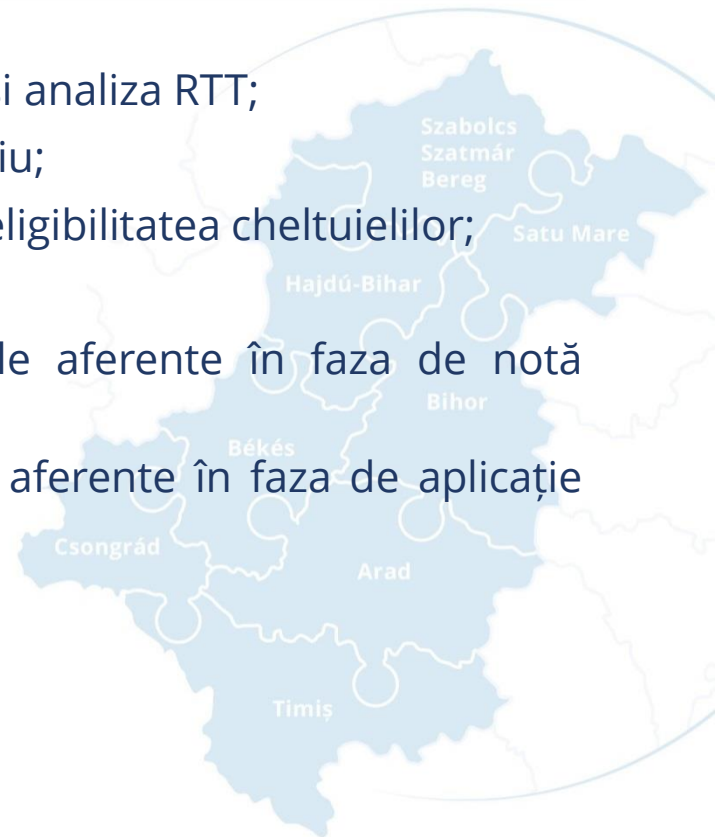 i analiza RTT;
iu;
eligibilitatea cheltuielilor;
le aferente în faza de notă
aferente în faza de aplicație
Szabolcs
Szatmár
Bereg
Satu Mare
Hajdú-Bihar
Bihor
Békés
Csongrád
Arad
Timiș